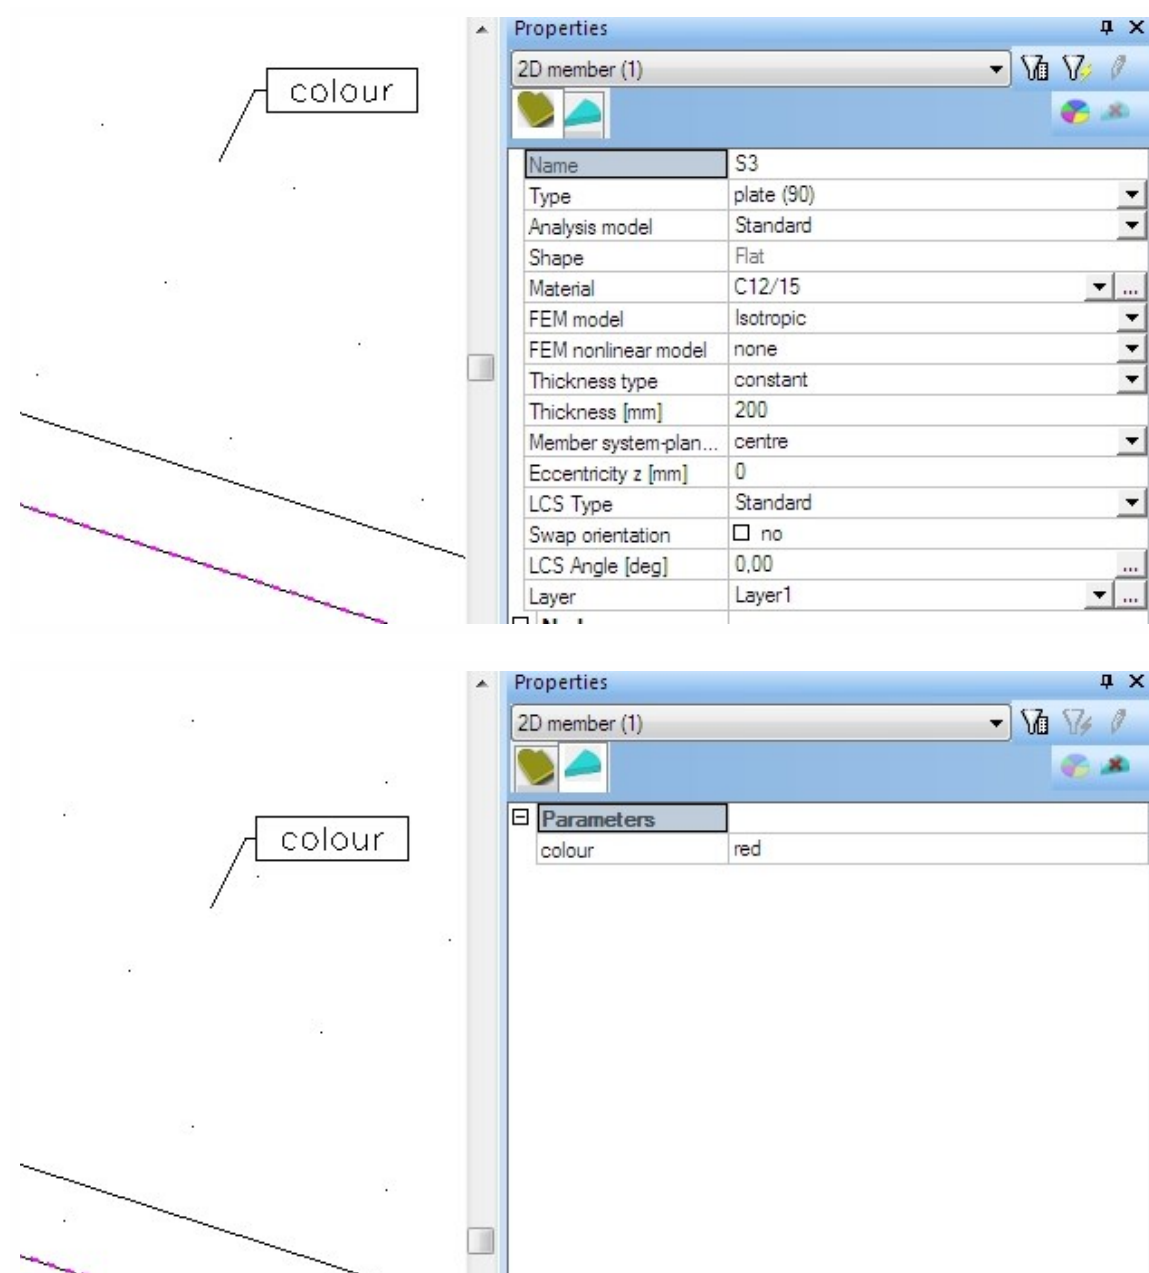 Properties
colour
2D member (1)
Name S3
Type plate (90)
Analysis model Standard
Shape Flat
Material C12/15 ...
FEM model Isotropic
FEM nonlinear model none
Thickness type constant
Thickness [mm] 200
Member system-plan... centre
Eccentricity z [mm] 0
LCS Type Standard
Swap orientation no
LCS Angle [deg] 0,00 ...
Layer Layer1 ...
Properties
2D member (1)
Parameters
colour
colour red